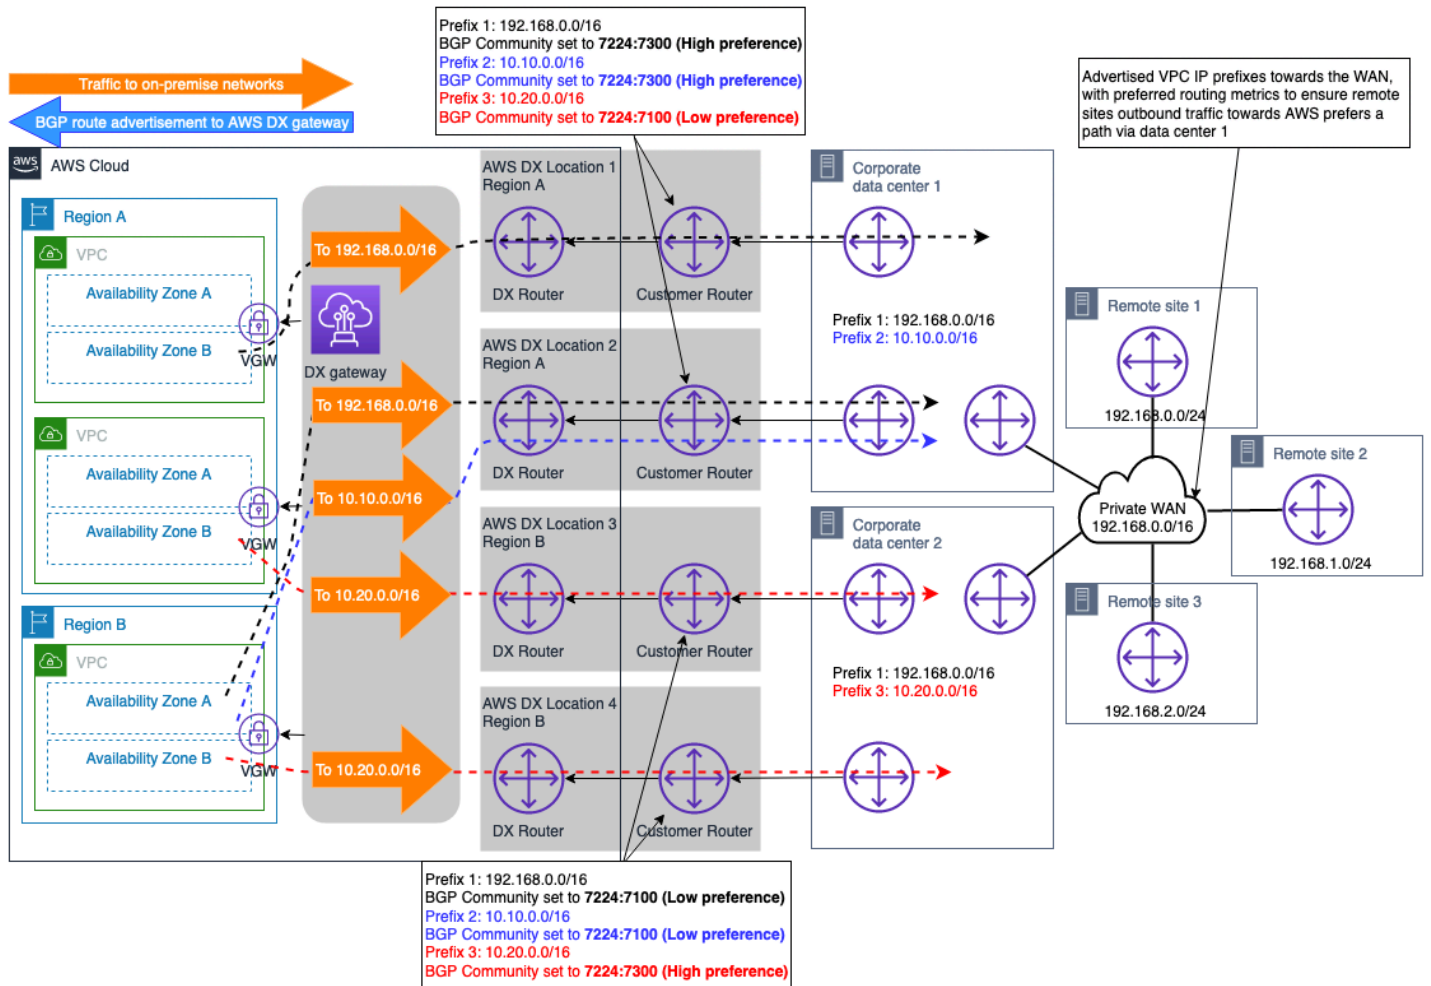 Prefix 1: 192.168.0.0/16
BGP Community set to 7224:7300 (High preference)
Prefix 2: 10.10.0.0/16
BGP Community set to 7224:7300 (High preference)
Prefix 3: 10.20.0.0/16
BGP Community set to 7224:7100 (Low preference)
Traffic to on-premise networks
BGP route advertisement to AWS DX gateway
Advertised VPC IP prefixes towards the WAN,
with preferred routing metrics to ensure remote
sites outbound traffic towards AWS prefers a
path via data center 1
aws
AWS Cloud
Region A
VPC
Availability Zone A
Availability Zone B
VGW
VPC
Availability Zone A
Availability Zone B
VGW
Region B
VPC
Availability Zone A
Availability Zone B
VGW
To 192.168.0.0/16
DX gateway
To 192.168.0.0/16
To 10.10.0.0/16
To 10.20.0.0/16
To 10.20.0.0/16
AWS DX Location 1
Region A
DX Router
Customer Router
AWS DX Location 2
Region A
DX Router
Customer Router
AWS DX Location 3
Region B
DX Router
Customer Router
AWS DX Location 4
Region B
DX Router
Customer Router
Corporate
data center 1
Prefix 1: 192.168.0.0/16
Prefix 2: 10.10.0.0/16
Corporate
data center 2
Prefix 1: 192.168.0.0/16
Prefix 3: 10.20.0.0/16
Remote site 1
192.168.0.0/24
Private WAN
192.168.0.0/16
Remote site 2
192.168.1.0/24
Remote site 3
192.168.2.0/24
Prefix 1: 192.168.0.0/16
BGP Community set to 7224:7100 (Low preference)
Prefix 2: 10.10.0.0/16
BGP Community set to 7224:7100 (Low preference)
Prefix 3: 10.20.0.0/16
BGP Community set to 7224:7300 (High preference)